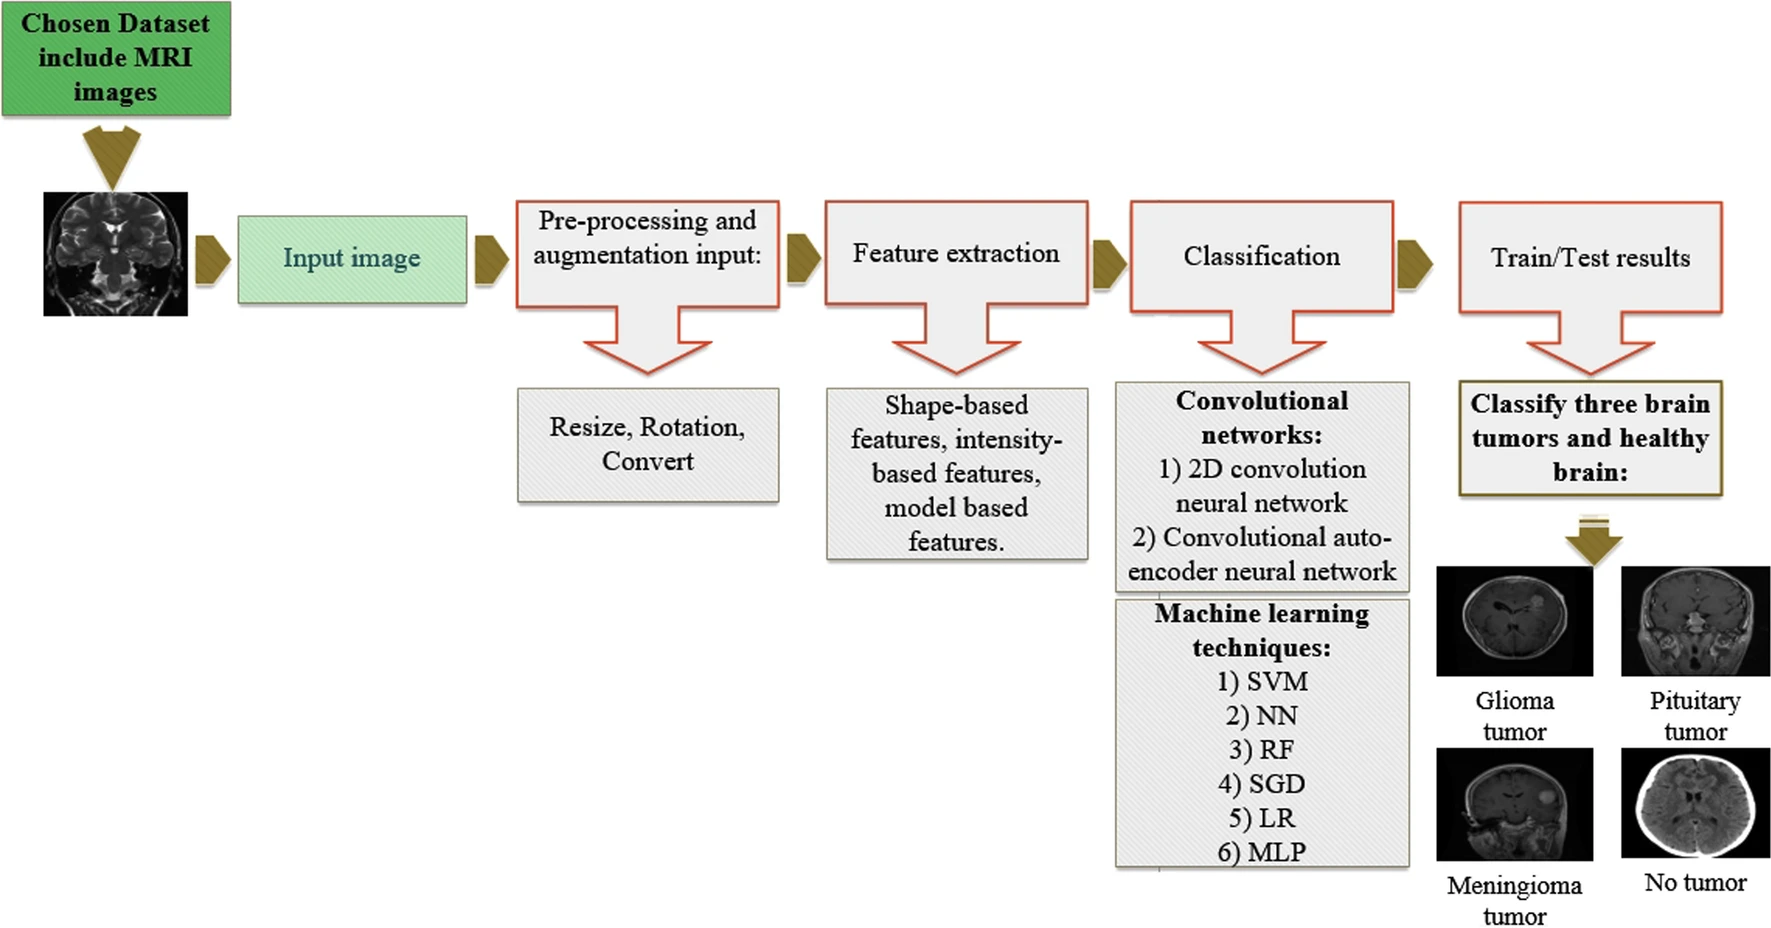 Chosen Dataset
include MRI
images
Input image
Pre-processing and
augmentation input:
Resize, Rotation,
Convert
Feature extraction
Shape-based
features, intensity-
based features,
model based
features.
Classification
Convolutional
networks:
1) 2D convolution
neural network
2) Convolutional auto-
encoder neural network
Machine learning
techniques:
1) SVM
2) NN
3) RF
4) SGD
5) LR
6) MLP
Train/Test results
Classify three brain
tumors and healthy
brain:
Glioma
tumor
Pituitary
tumor
Meningioma
tumor
No tumor